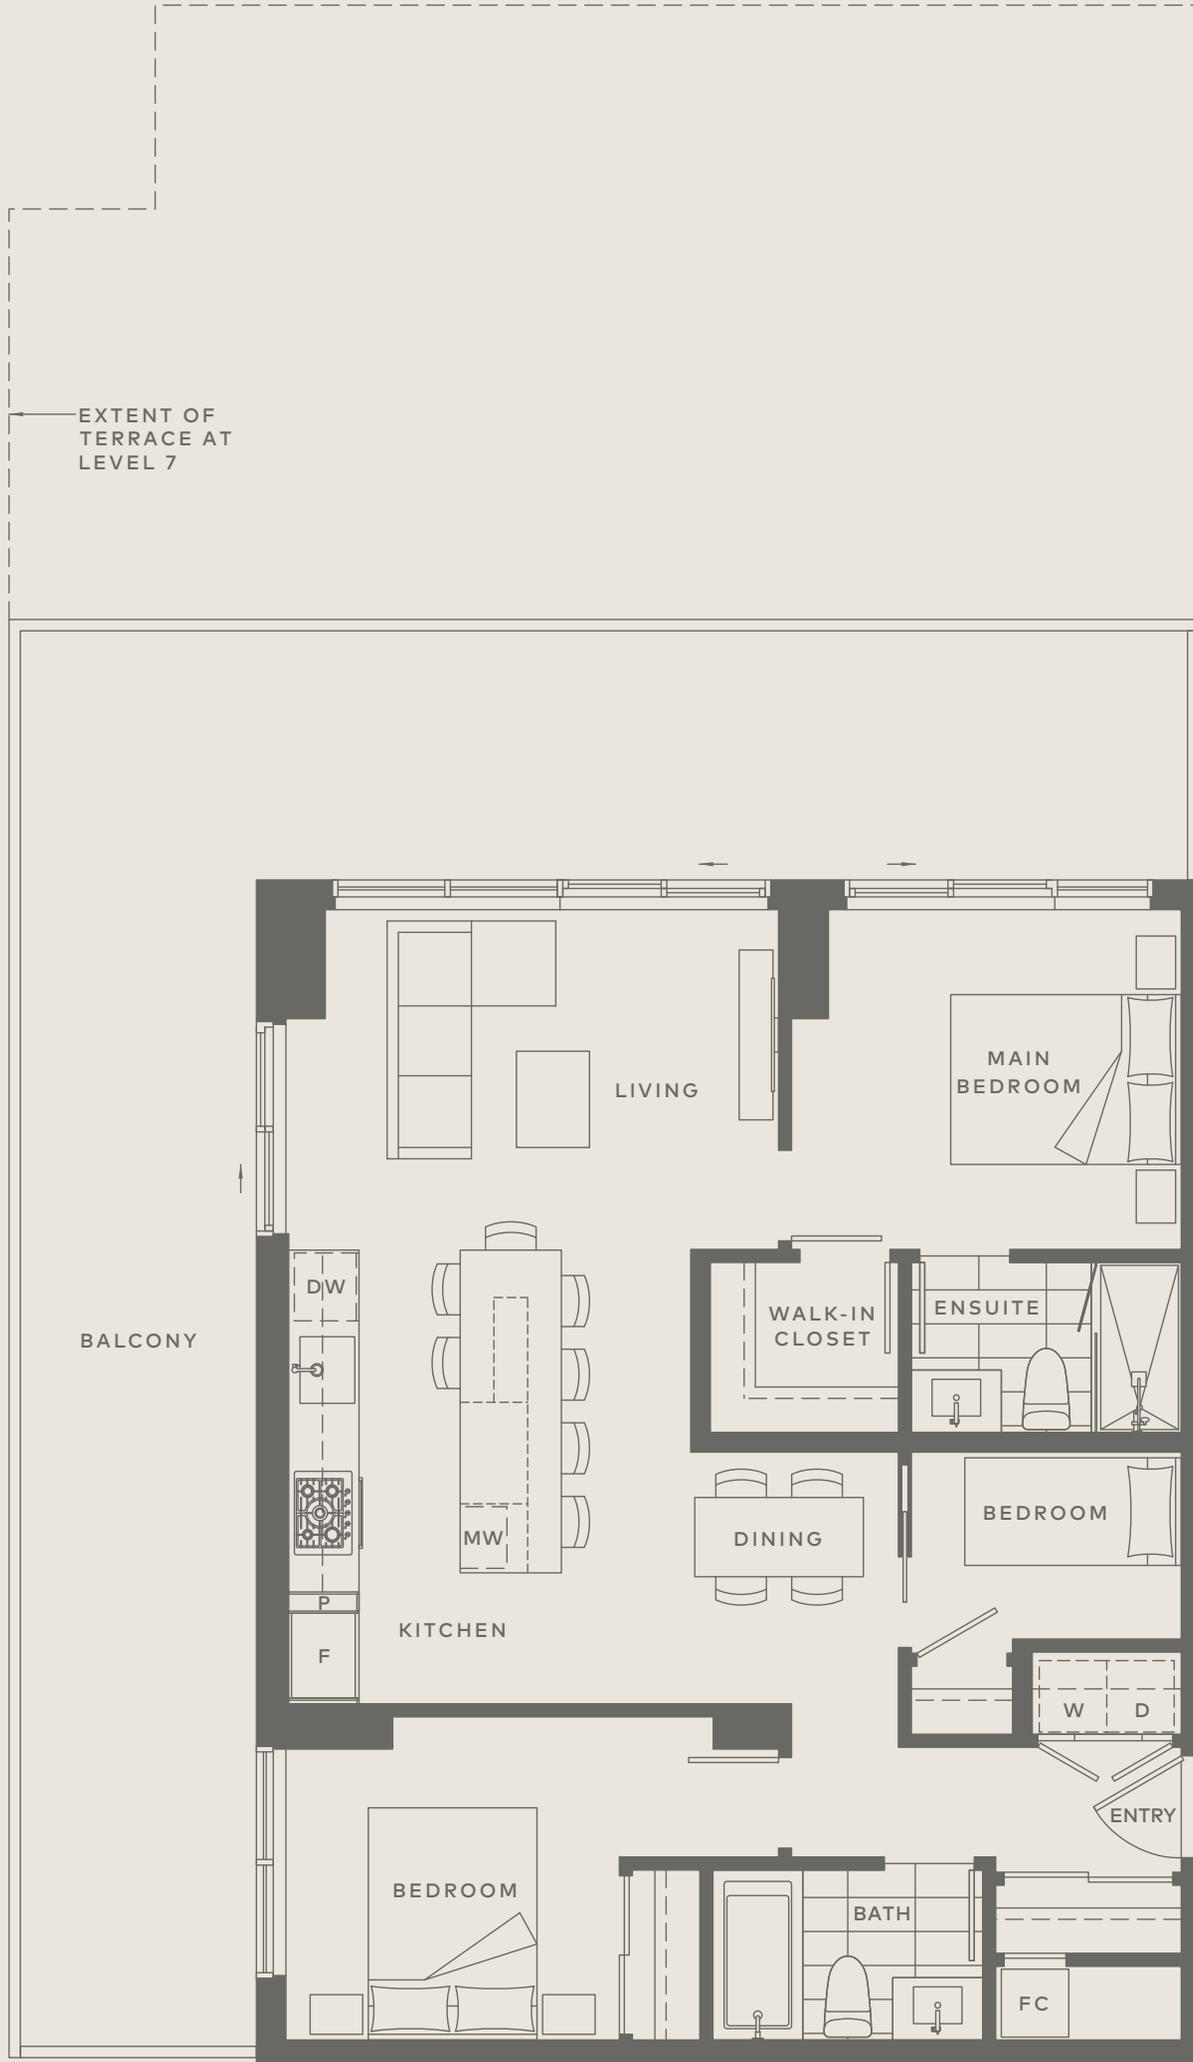 EXTENT OF
TERRACE AT
LEVEL 7
LIVING
MAIN
BEDROOM
DW
BALCONY
WALK-IN
CLOSET
ENSUITE
MW
DINING
BEDROOM
P
KITCHEN
F
W
D
ENTRY
BEDROOM
BATH
FC